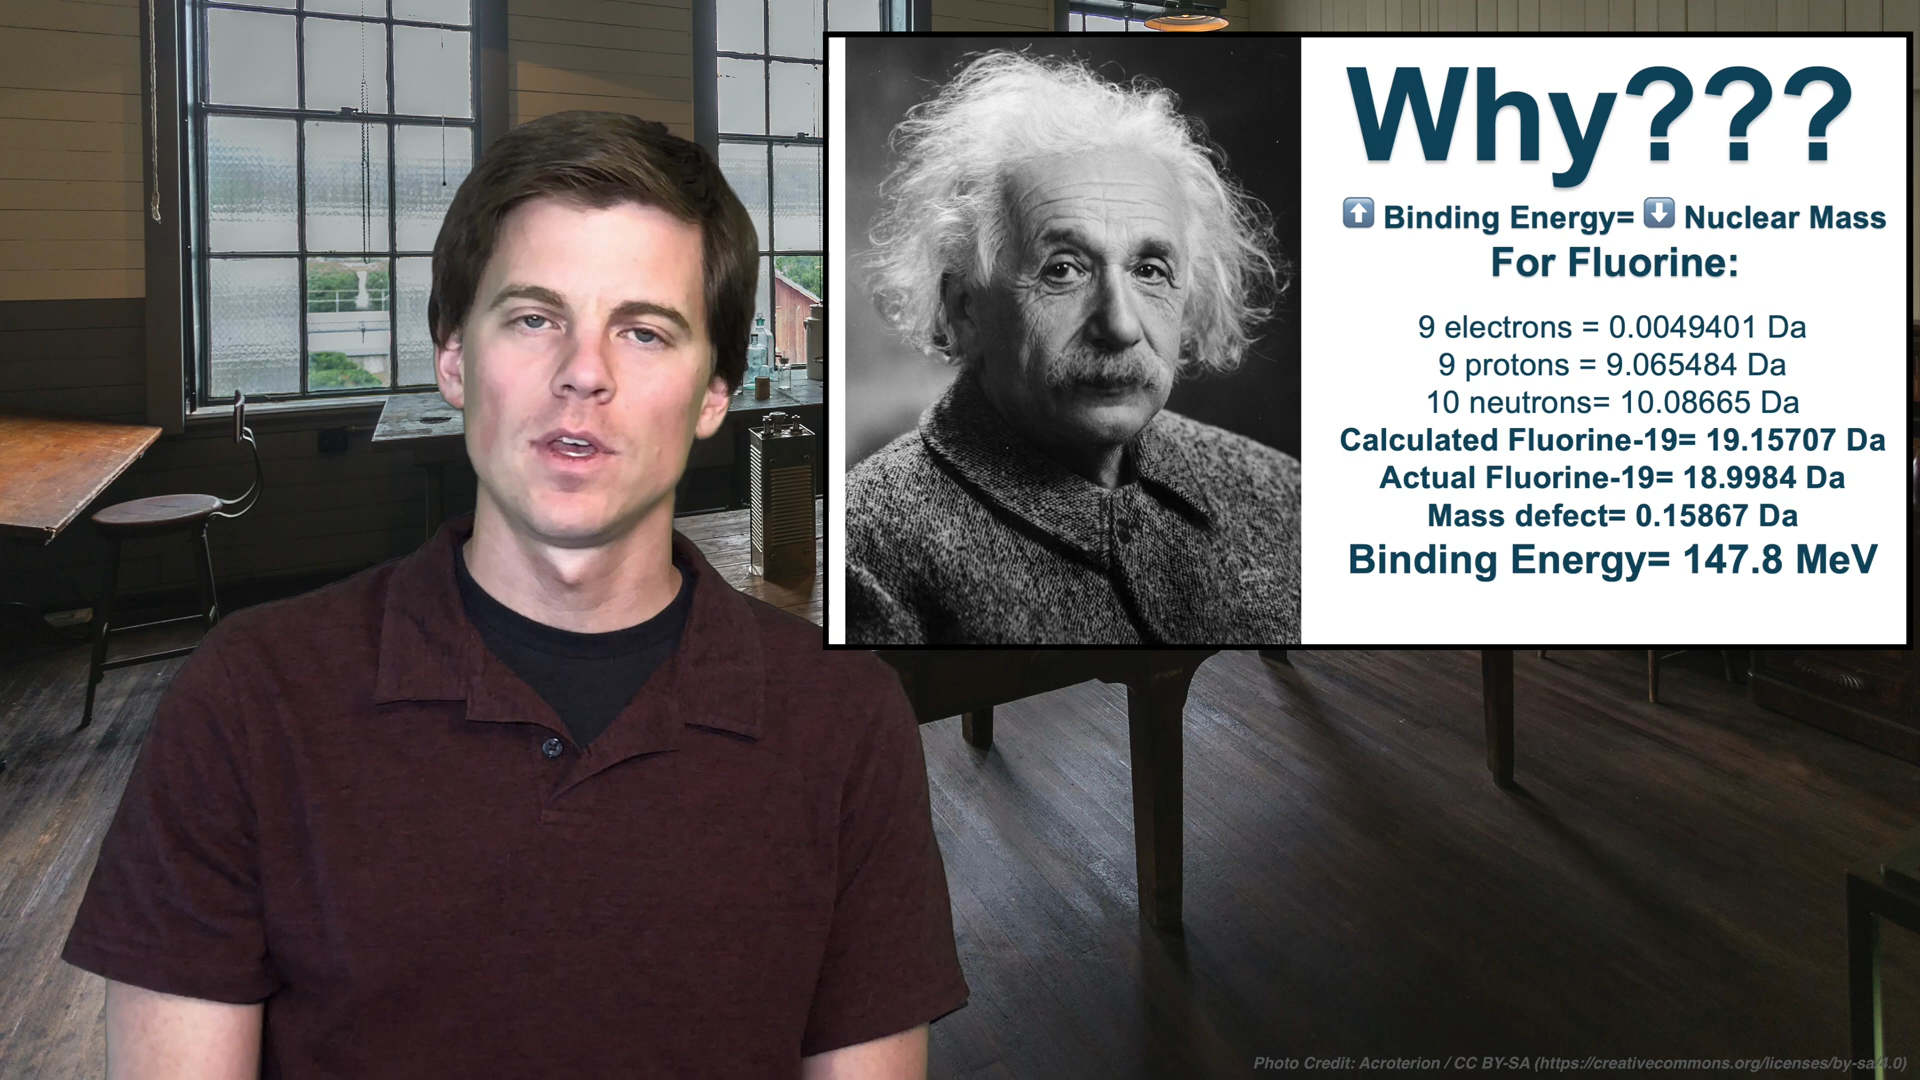 Why???
⬆ Binding Energy= ⬇ Nuclear Mass
For Fluorine:
9 electrons = 0.0049401 Da
9 protons = 9.065484 Da
10 neutrons= 10.08665 Da
Calculated Fluorine-19= 19.15707 Da
Actual Fluorine-19= 18.9984 Da
Mass defect= 0.15867 Da
Binding Energy= 147.8 MeV
Photo Credit: Acroterion / CC BY-SA (https://creativecommons.org/licenses/by-sa/4.0)